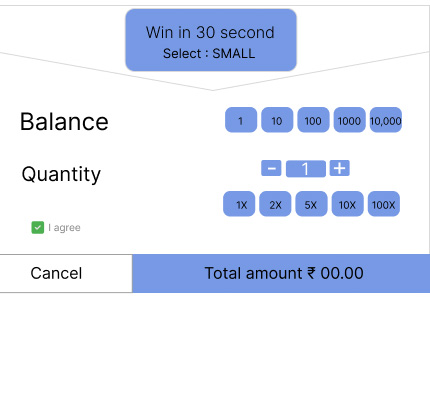 Win in 30 second
Select : SMALL
Balance
1 10 100 1000 10,000
Quantity
- 1 +
1X 2X 5X 10X 100X
I agree
Cancel
Total amount ₹ 00.00